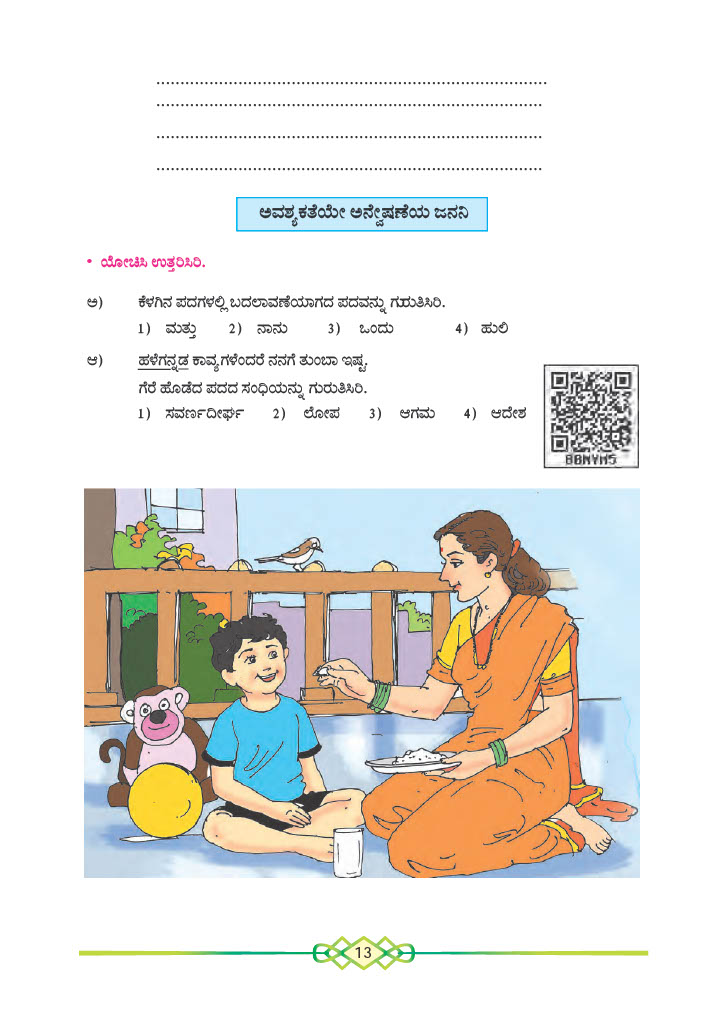 ................................................................................
...............................................................................
...............................................................................
...............................................................................
ಅವಶ್ಯಕತೆಯೇ ಅನ್ವೇಷಣೆಯ ಜನನಿ
• ಯೋಚಿಸಿ ಉತ್ತರಿಸಿರಿ.
ಅ) ಕೆಳಗಿನ ಪದಗಳಲ್ಲಿ ಬದಲಾವಣೆಯಾಗದ ಪದವನ್ನು ಗುರುತಿಸಿರಿ.
1) ಮತ್ತು 2) ನಾನು 3) ಒಂದು 4) ಹುಲಿ
ಆ) ಹಳೆಗನ್ನಡ ಕಾವ್ಯಗಳೆಂದರೆ ನನಗೆ ತುಂಬಾ ಇಷ್ಟ.
ಗೆರೆ ಹೊಡೆದ ಪದದ ಸಂಧಿಯನ್ನು ಗುರುತಿಸಿರಿ.
1) ಸವರ್ಣದೀರ್ಘ 2) ಲೋಪ 3) ಆಗಮ 4) ಆದೇಶ
8BMYM5
13